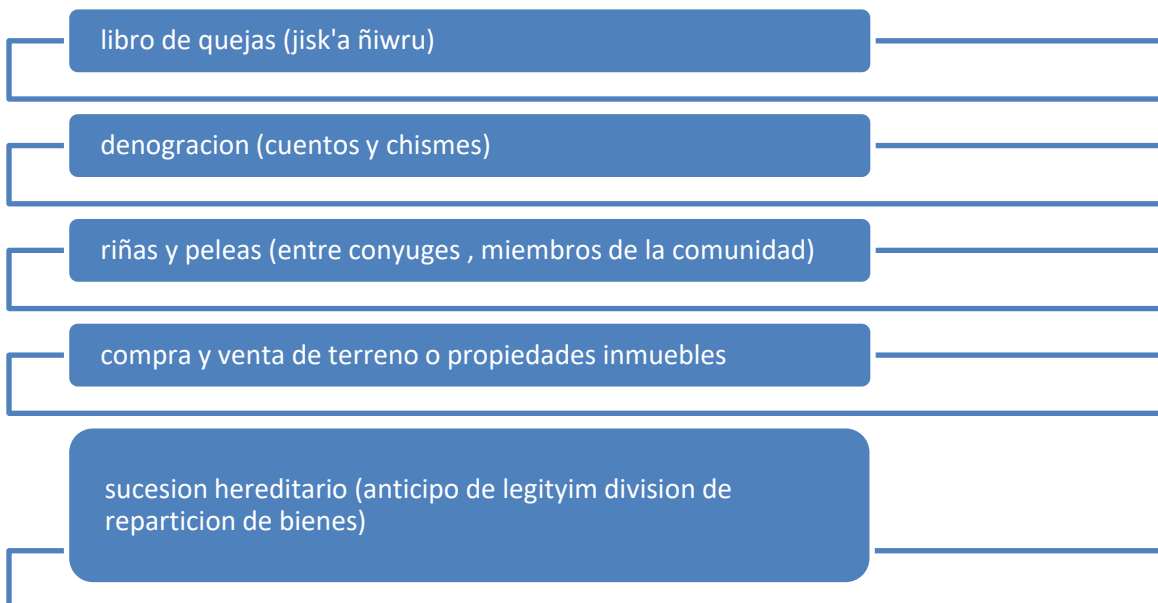 libro de quejas (jisk'a ñiwru)
denogracion (cuentos y chismes)
riñas y peleas (entre conyuges , miembros de la comunidad)
compra y venta de terreno o propiedades inmuebles
sucesion hereditario (anticipo de legityim division de
reparticion de bienes)